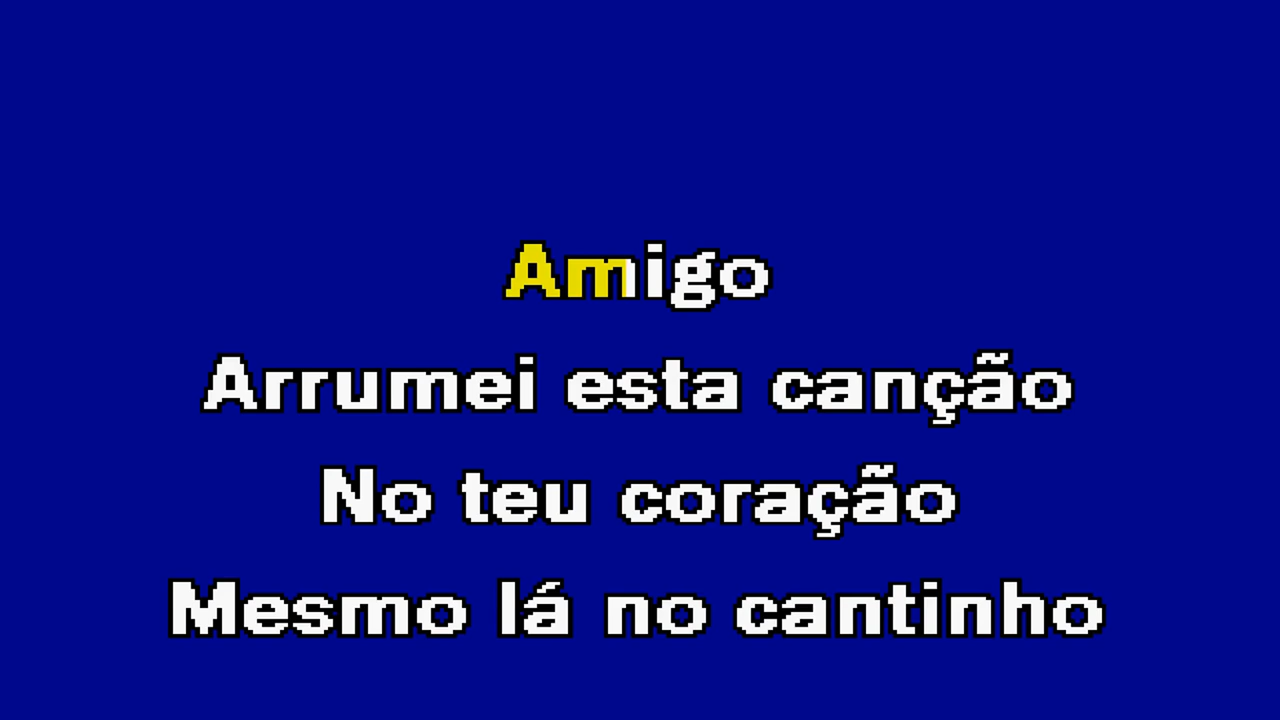 Amigo
Arrumei esta canção
No teu coração
Mesmo lá no cantinho